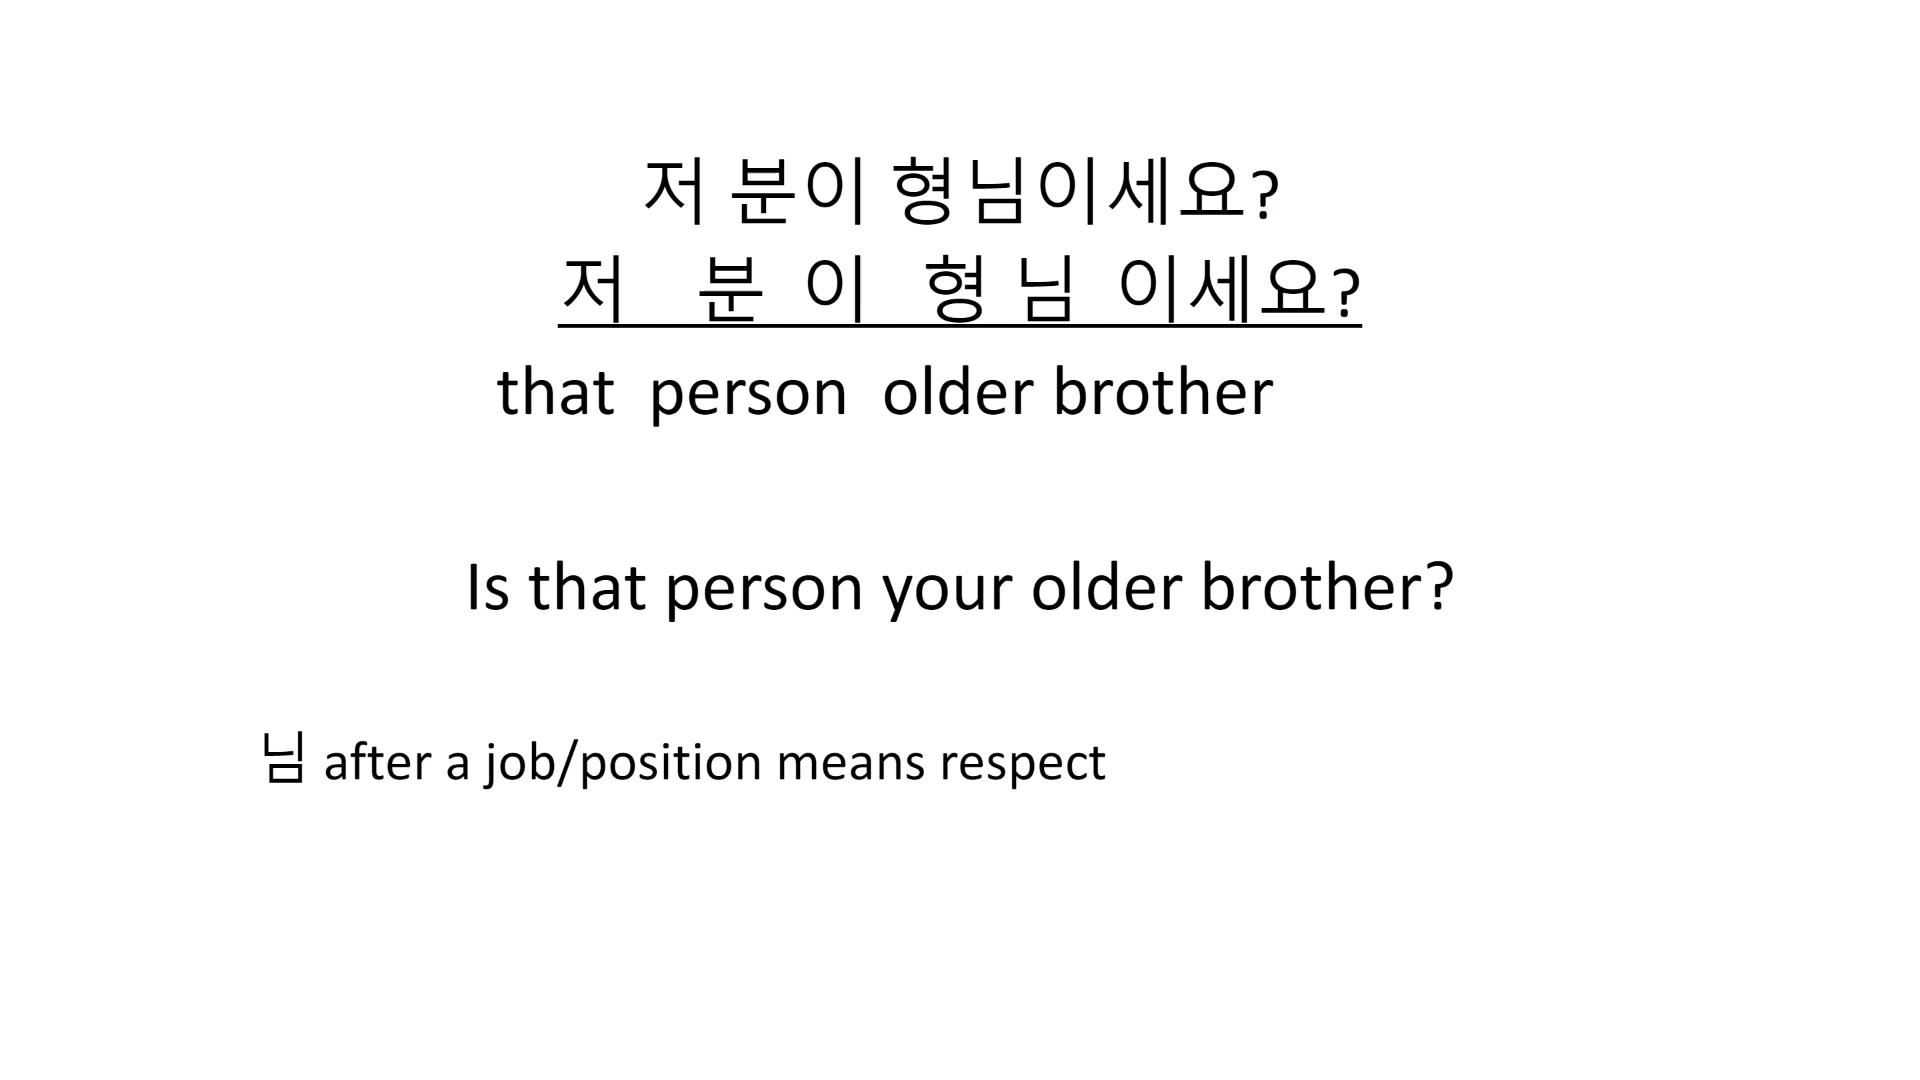 저 분이 형님이세요?
저 분 이 형 님 이세요?
that person older brother
Is that person your older brother?
님 after a job/position means respect